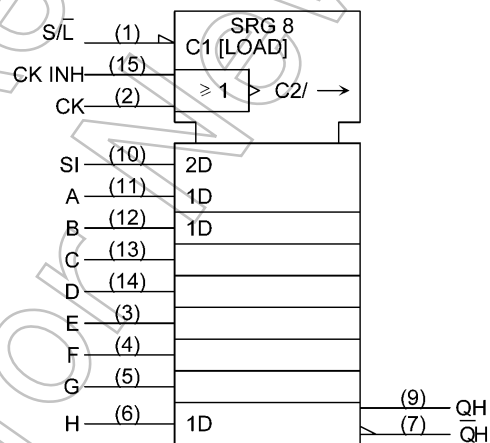 SRG 8
S/L̅ (1) C1 [LOAD]
CK INH (15) ≥ 1 C2/ →
CK (2)
SI (10) 2D
A (11) 1D
B (12) 1D
C (13)
D (14)
E (3)
F (4)
G (5)
H (6) 1D
(9) QH
(7) Q̅H̅